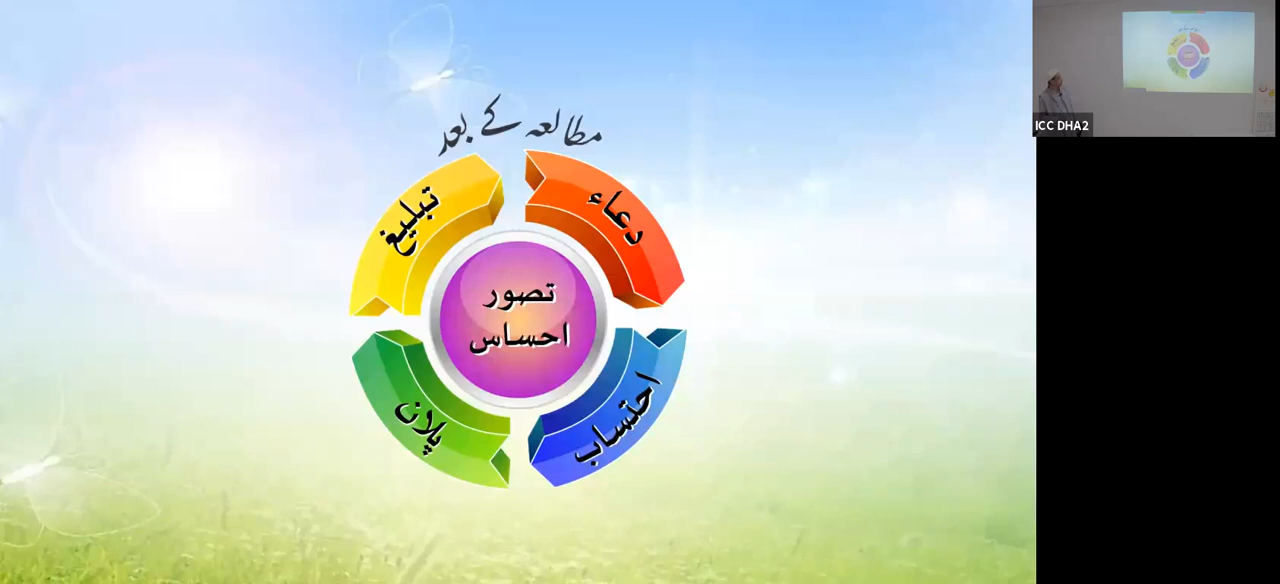 مطالعہ کے بعد
دعاء
تبلیغ
تصور
احساس
احتساب
پلان
ICC DHA2